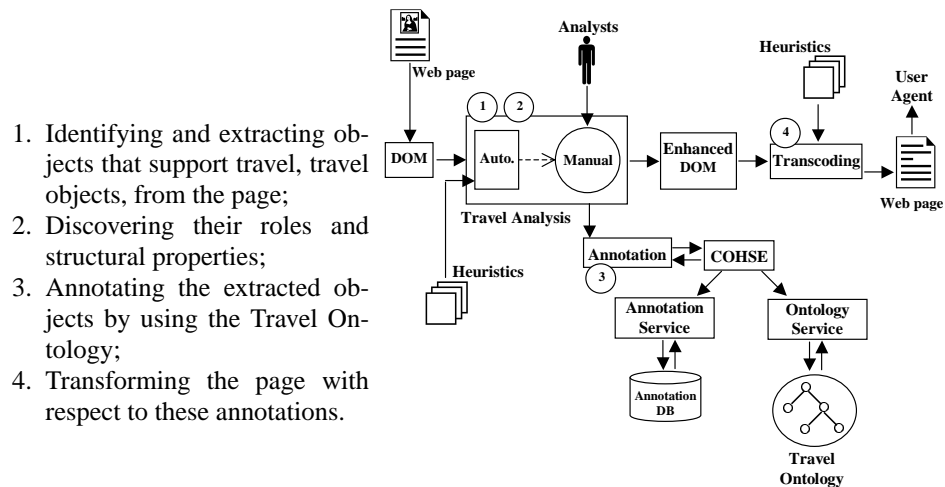 1. Identifying and extracting ob-
jects that support travel, travel
objects, from the page;
2. Discovering their roles and
structural properties;
3. Annotating the extracted ob-
jects by using the Travel On-
tology;
4. Transforming the page with
respect to these annotations.
Web page
Analysts
Heuristics
User
Agent
1
2
4
DOM
Auto.
Manual
Enhanced
DOM
Transcoding
Web page
Travel Analysis
Heuristics
Annotation
3
COHSE
Annotation
Service
Ontology
Service
Annotation
DB
Travel
Ontology